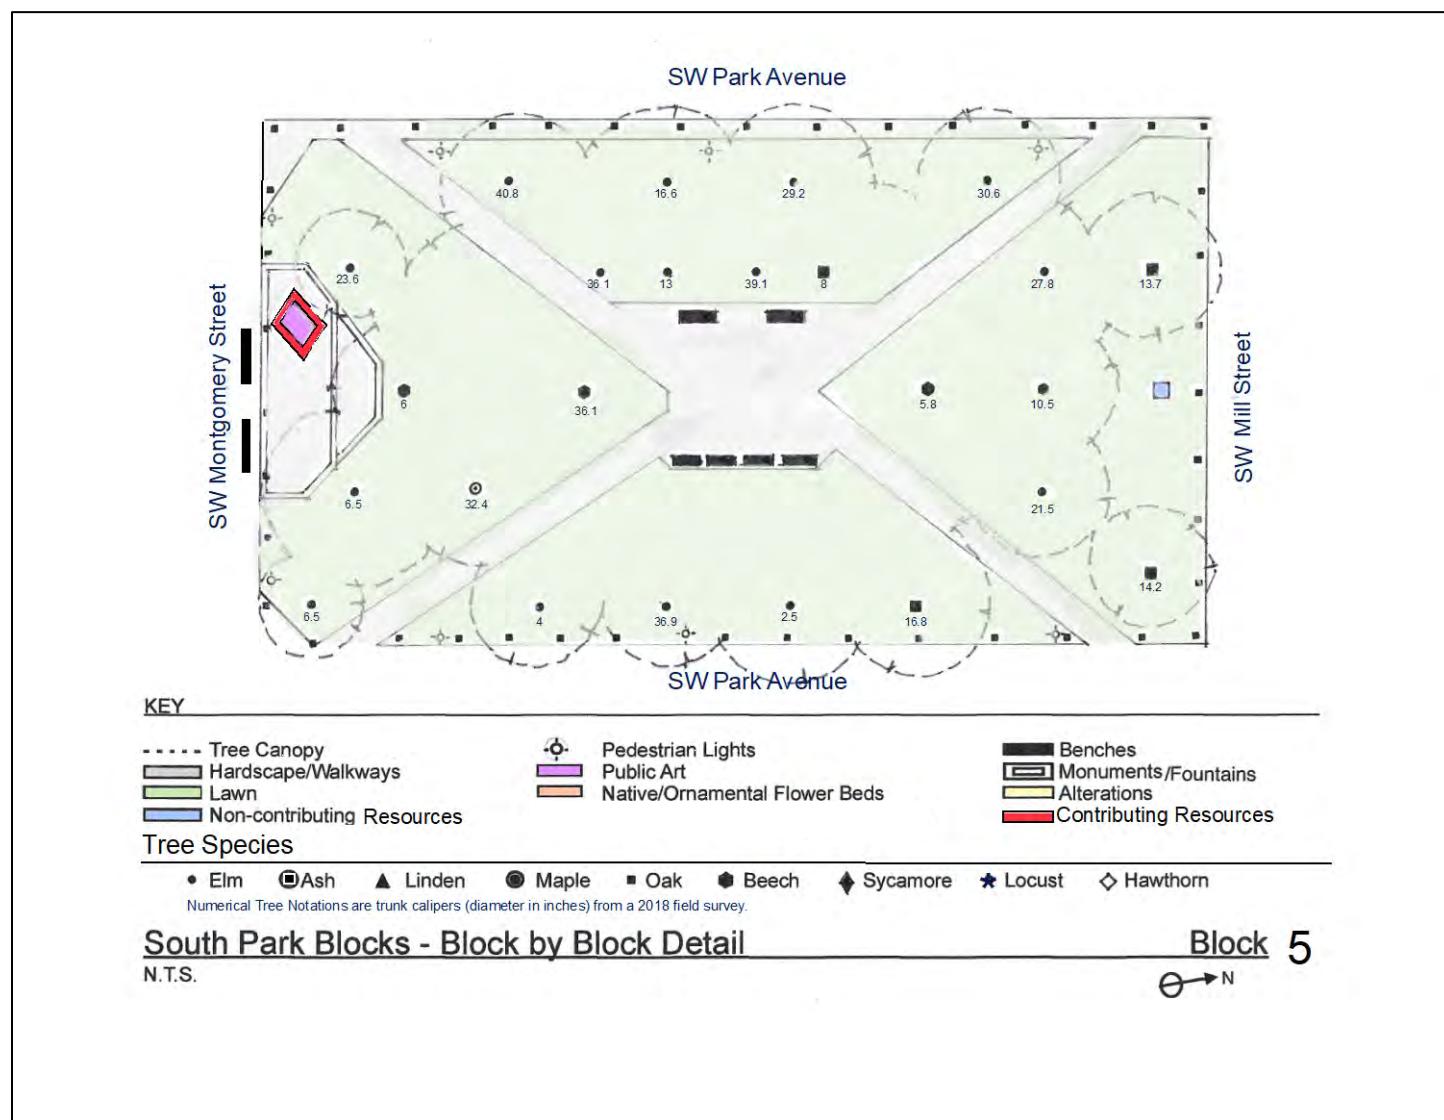 SW Park Avenue
40.8 16.6 29.2 30.6
23.6 36 1 13 39.1 8 27.8 13.7
SW Montgomery Street
SW Mill Street
6 36.1 5.8 10.5
6.5 32.4 21.5
14.2
6.5 4 36.9 2.5 16.8
SW Park Avenue
KEY
Tree Canopy Pedestrian Lights Benches
Hardscape/Walkways Public Art Monuments/Fountains
Lawn Native/Ornamental Flower Beds Alterations
Non-contributing Resources Contributing Resources
Tree Species
Elm Ash Linden Maple Oak Beech Sycamore Locust Hawthorn
Numerical Tree Notations are trunk calipers (diameter in inches) from a 2018 field survey.
South Park Blocks - Block by Block Detail Block 5
N.T.S. N